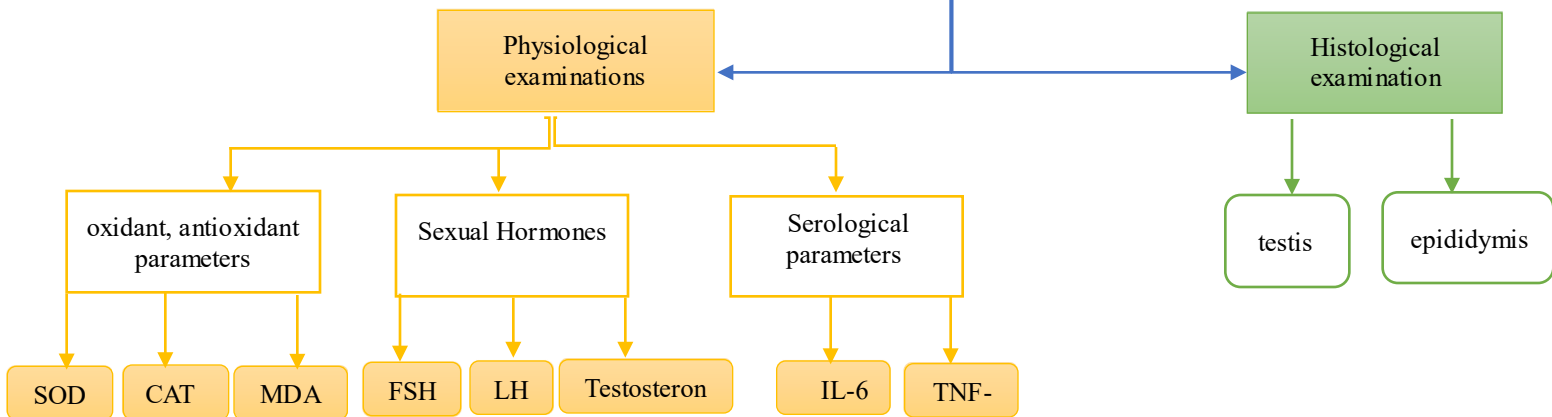 Physiological
examinations
Histological
examination
oxidant, antioxidant
parameters
Sexual Hormones
Serological
parameters
testis
epididymis
SOD
CAT
MDA
FSH
LH
Testosteron
IL-6
TNF-